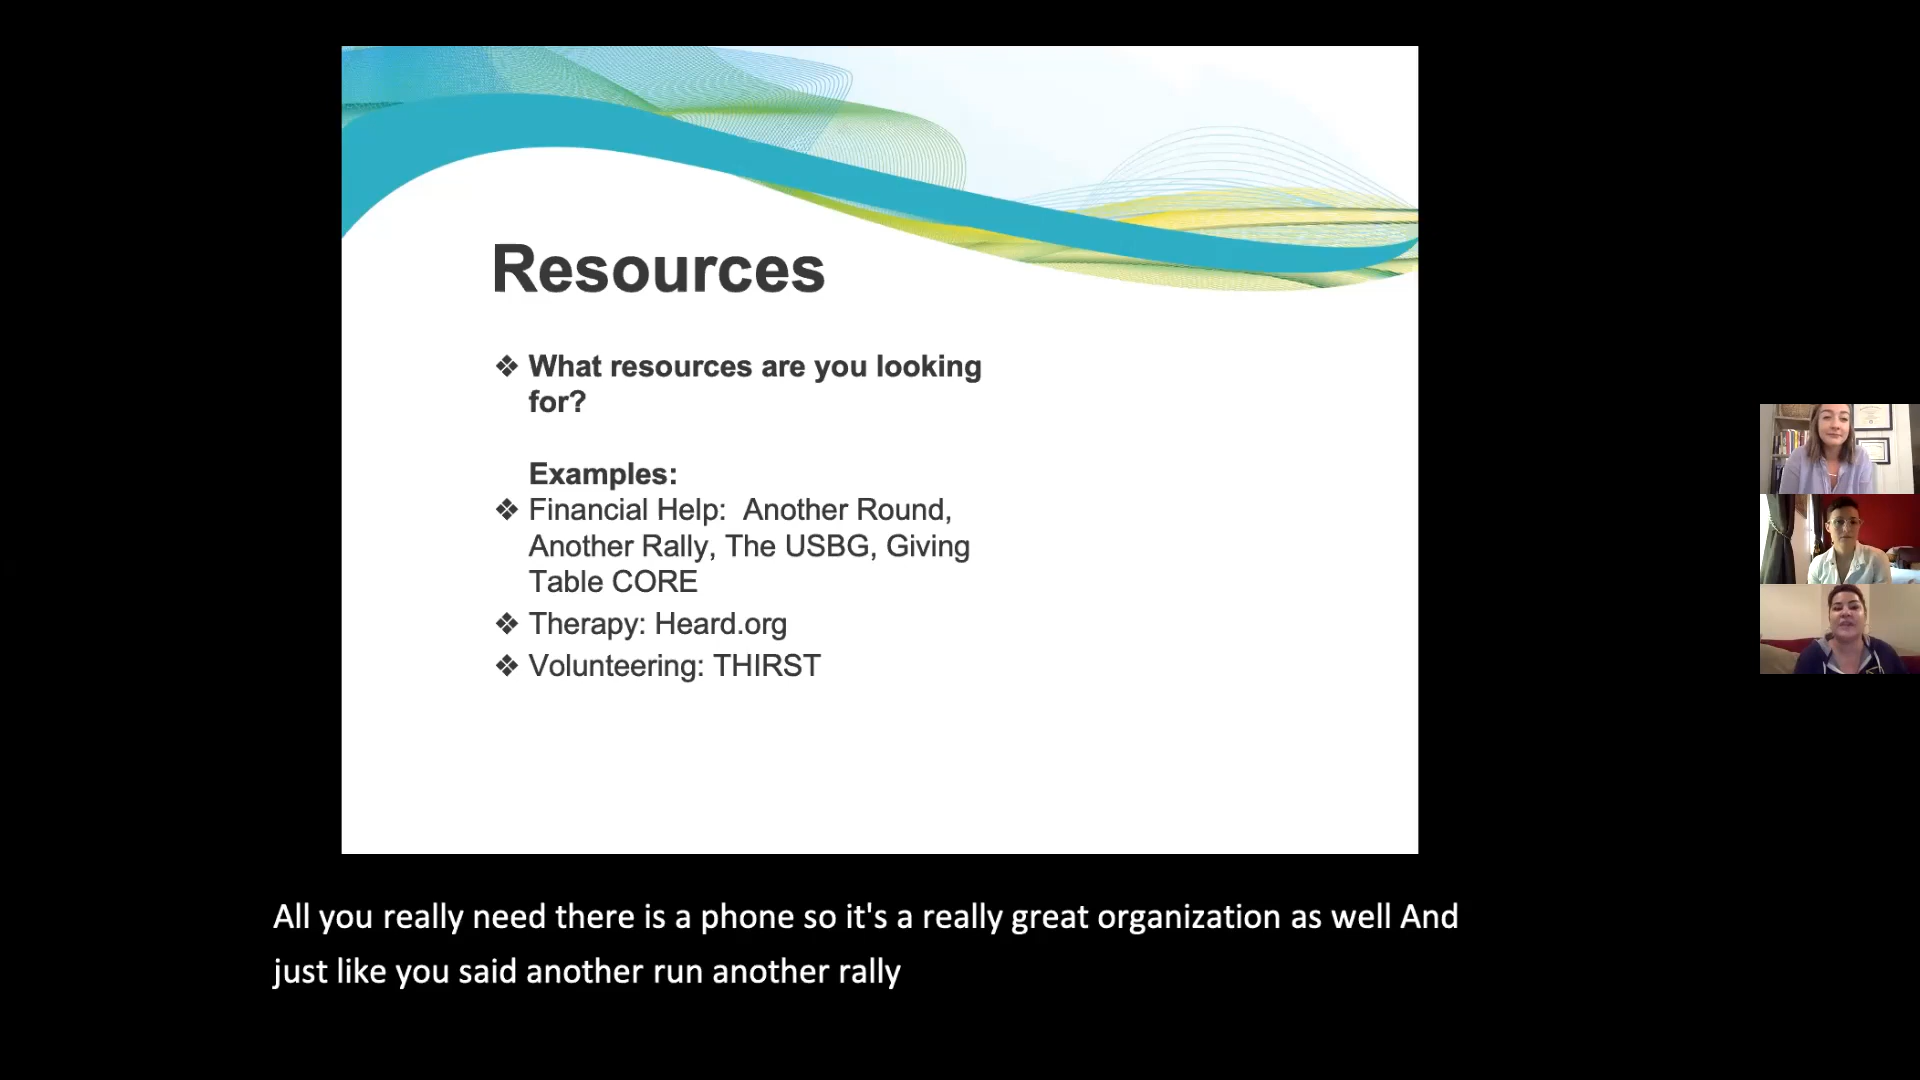 Resources
❖ What resources are you looking
for?
Examples:
❖ Financial Help:  Another Round,
Another Rally, The USBG, Giving
Table CORE
❖ Therapy: Heard.org
❖ Volunteering: THIRST
All you really need there is a phone so it's a really great organization as well And
just like you said another run another rally